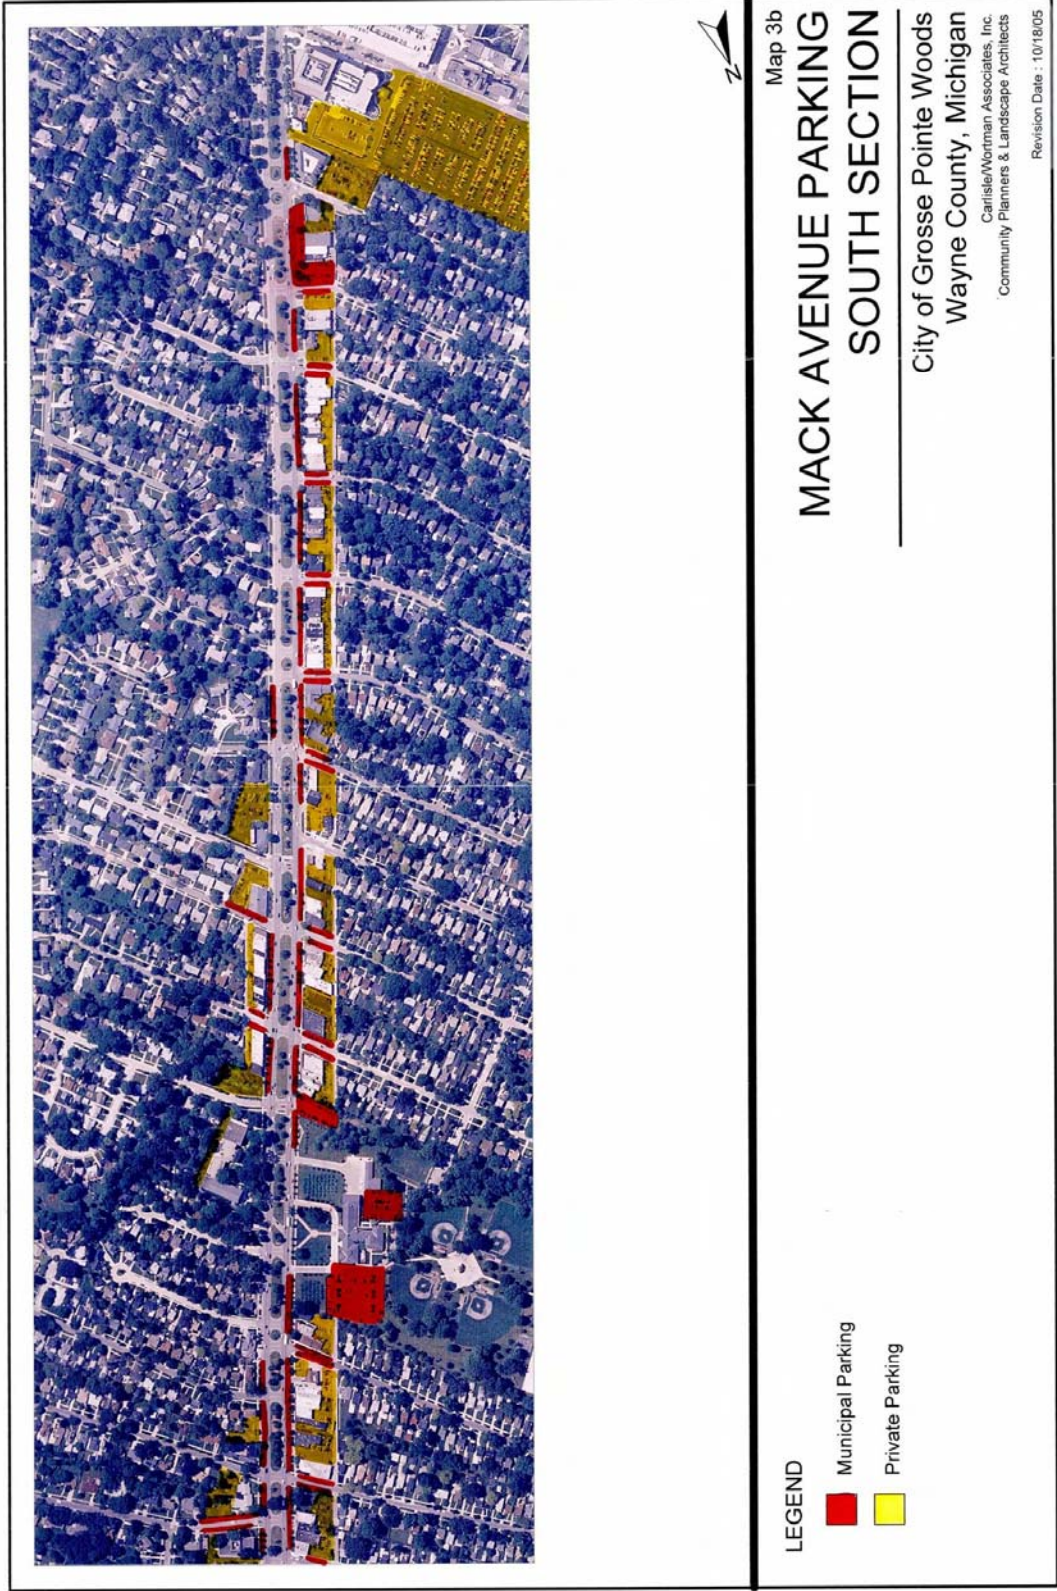 Map 3b
MACK AVENUE PARKING
SOUTH SECTION
City of Grosse Pointe Woods
Wayne County, Michigan
Carlisle/Wortman Associates, Inc.
Community Planners & Landscape Architects
Revision Date : 10/18/05
N
LEGEND
Municipal Parking
Private Parking